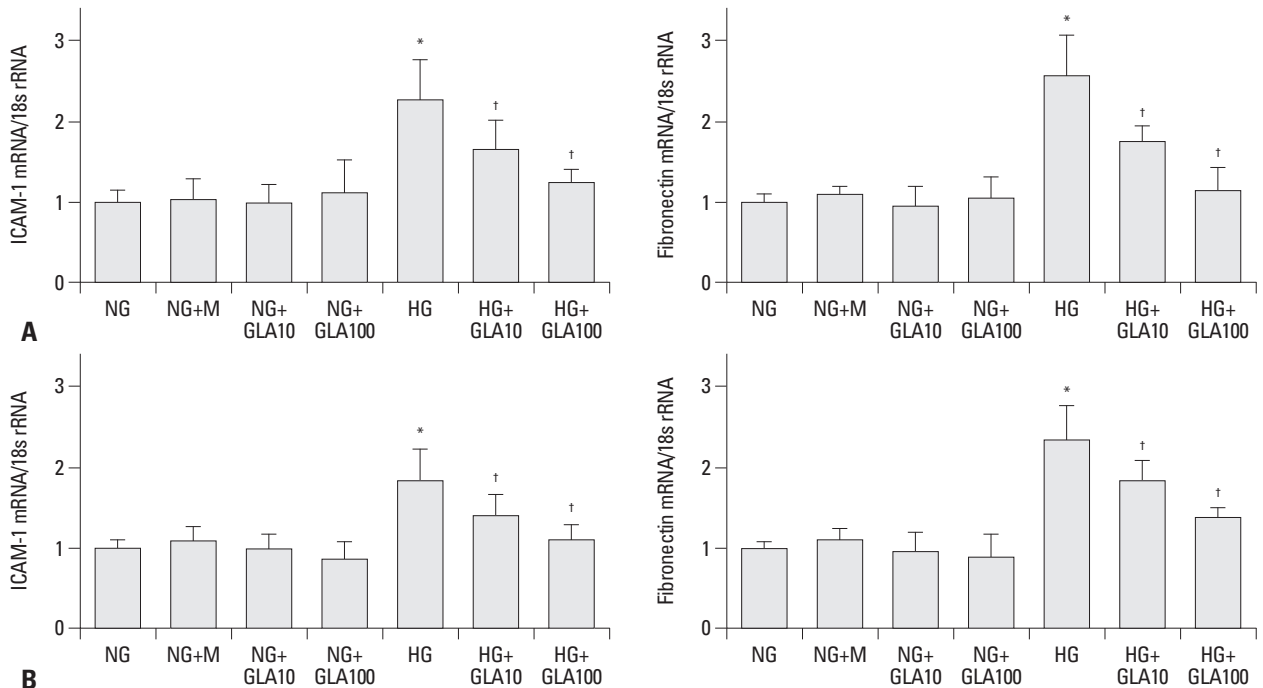 ICAM-1 mRNA/18s rRNA
3
2
1
0
*
†
†
NG
NG+M
NG+
GLA10
NG+
GLA100
HG
HG+
GLA10
HG+
GLA100
Fibronectin mRNA/18s rRNA
3
2
1
0
*
†
†
NG
NG+M
NG+
GLA10
NG+
GLA100
HG
HG+
GLA10
HG+
GLA100
A
ICAM-1 mRNA/18s rRNA
3
2
1
0
*
†
†
NG
NG+M
NG+
GLA10
NG+
GLA100
HG
HG+
GLA10
HG+
GLA100
Fibronectin mRNA/18s rRNA
3
2
1
0
*
†
†
NG
NG+M
NG+
GLA10
NG+
GLA100
HG
HG+
GLA10
HG+
GLA100
B